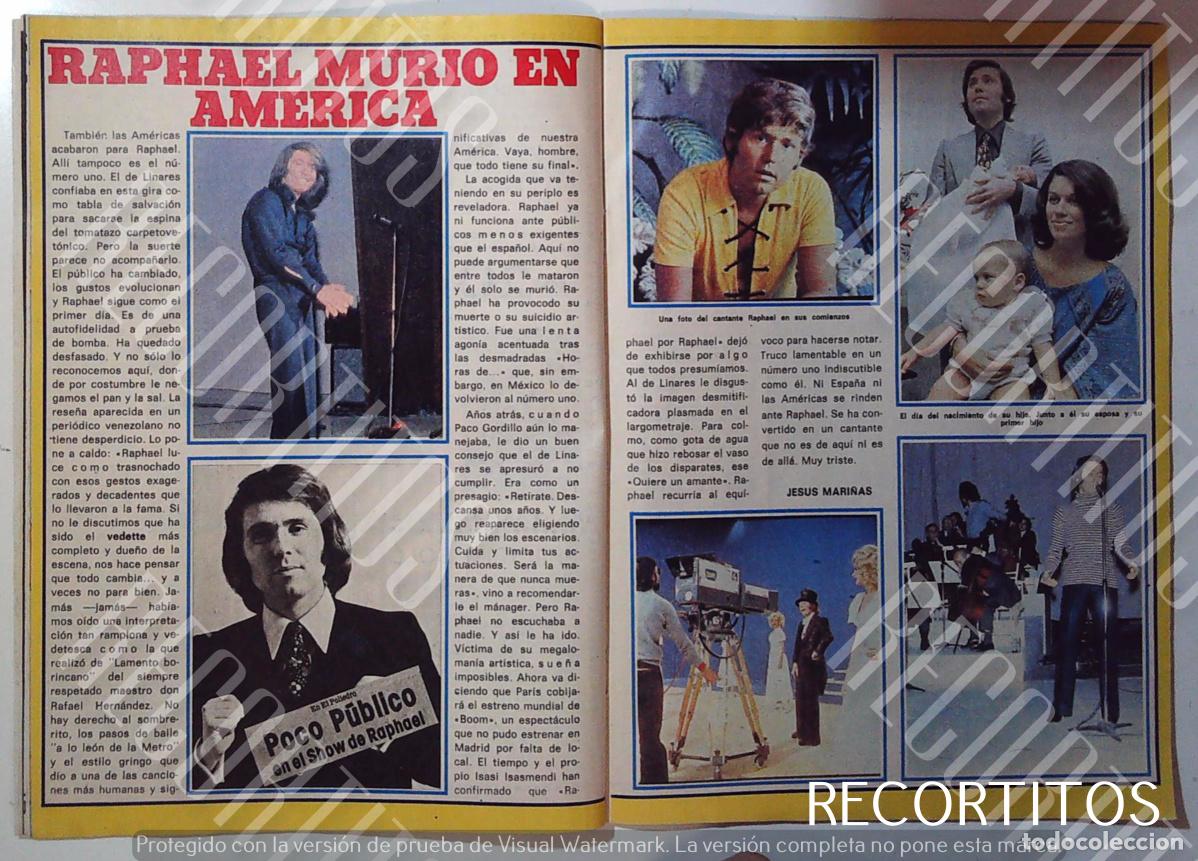 RAPHAEL MURIO EN
AMERICA
También las Américas
acabaron para Raphael.
Allí tampoco es el nú-
mero uno. El de Linares
confiaba en esta gira co-
mo tabla de salvación
para sacarse la espina
del tomatazo carpetove-
tónico. Pero la suerte
parece no acompañarlo.
El público ha cambiado,
los gustos evolucionan
y Raphael sigue como el
primer día. Es de una
autofidelidad a prueba
de bomba. Ha quedado
desfasado. Y no sólo lo
reconocemos aquí, don-
de por costumbre le ne-
gamos el pan y la sal. La
reseña aparecida en un
periódico venezolano no
tiene desperdicio. Lo po-
ne a caldo: «Raphael lu-
ce como trasnochado
con esos gestos exage-
rados y decadentes que
lo llevaron a la fama. Si
no le discutimos que ha
sido el vedette más
completo y dueño de la
escena, nos hace pensar
que todo cambia... y a
veces no para bien. Ja-
más —jamás— había-
mos oído una interpreta-
ción tan ramplona y ve-
detesca como la que
realizó de "Lamento bo-
rincano" del siempre
respetado maestro don
Rafael Hernández. No
hay derecho al sombre-
rito, los pasos de baile
"a lo león de la Metro"
y el estilo gringo que
dio a una de las cancio-
nes más humanas y sig-
nificativas de nuestra
América. Vaya, hombre,
que todo tiene su final».
La acogida que va te-
niendo en su periplo es
reveladora. Raphael ya
ni funciona ante públi-
cos menos exigentes
que el español. Aquí no
puede argumentarse que
entre todos le mataron
y él solo se murió. Ra-
phael ha provocado su
muerte o su suicidio ar-
tístico. Fue una lenta
agonía acentuada tras
las desmadradas «Ho-
ras de...» que, sin em-
bargo, en México lo de-
volvieron al número uno.
Años atrás, cuando
Paco Gordillo aún lo ma-
nejaba, le dio un buen
consejo que el de Lina-
res se apresuró a no
cumplir. Era como un
presagio: «Retírate. Des-
cansa unos años. Y lue-
go reaparece eligiendo
muy bien los escenarios.
Cuida y limita tus ac-
tuaciones. Será la ma-
nera de que nunca mue-
ras», vino a recomendar-
le el mánager. Pero Ra-
phael no escuchaba a
nadie. Y así le ha ido.
Víctima de su megalo-
manía artística, sueña
imposibles. Ahora va di-
ciendo que París cobija-
rá el estreno mundial de
«Boom», un espectáculo
que no pudo estrenar en
Madrid por falta de lo-
cal. El tiempo y el pro-
pio Isasi Isasmendi han
confirmado que «Ra-
En El Poliedro
Poco Público
en el Show de Raphael
Una foto del cantante Raphael en sus comienzos
phael por Raphael» dejó
de exhibirse por algo
que todos presumíamos.
Al de Linares le disgus-
tó la imagen desmitifi-
cadora plasmada en el
largometraje. Para col-
mo, como gota de agua
que hizo rebosar el vaso
de los disparates, ese
«Quiere un amante». Ra-
phael recurría al equí-
voco para hacerse notar.
Truco lamentable en un
número uno indiscutible
como él. Ni España ni
las Américas se rinden
ante Raphael. Se ha con-
vertido en un cantante
que no es de aquí ni es
de allá. Muy triste.
JESUS MARIÑAS
El día del nacimiento de su hijo. Junto a él su esposa y su
primer hijo
RECORTITOS
todocoleccion
Protegido con la versión de prueba de Visual Watermark. La versión completa no pone esta marca.